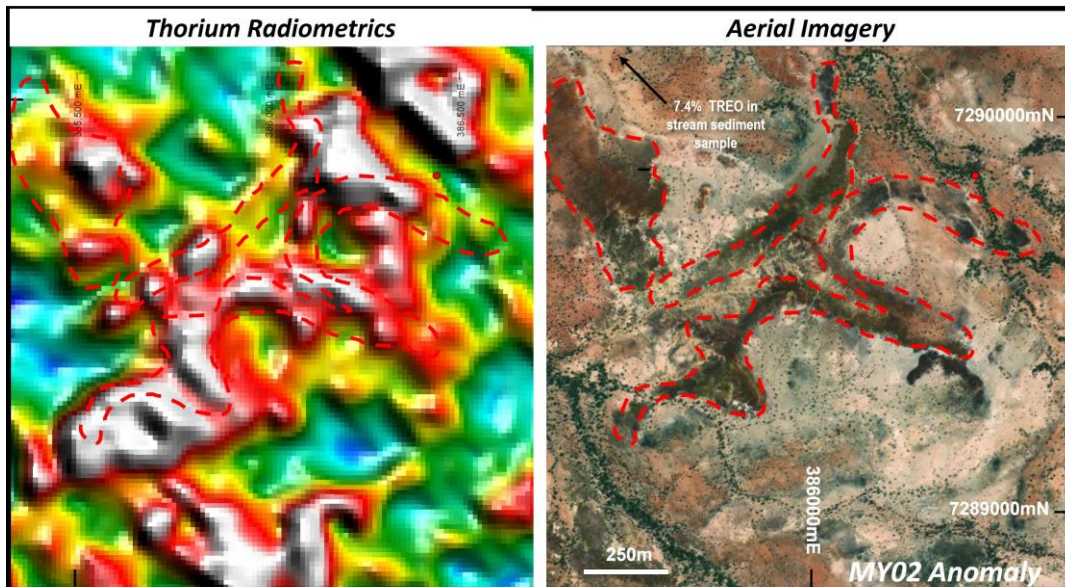 Thorium Radiometrics
Aerial Imagery
386,500 mE
7.4% TREO in
stream sediment
sample
7290000mN
386000mE
7289000mN
250m
MY02 Anomaly